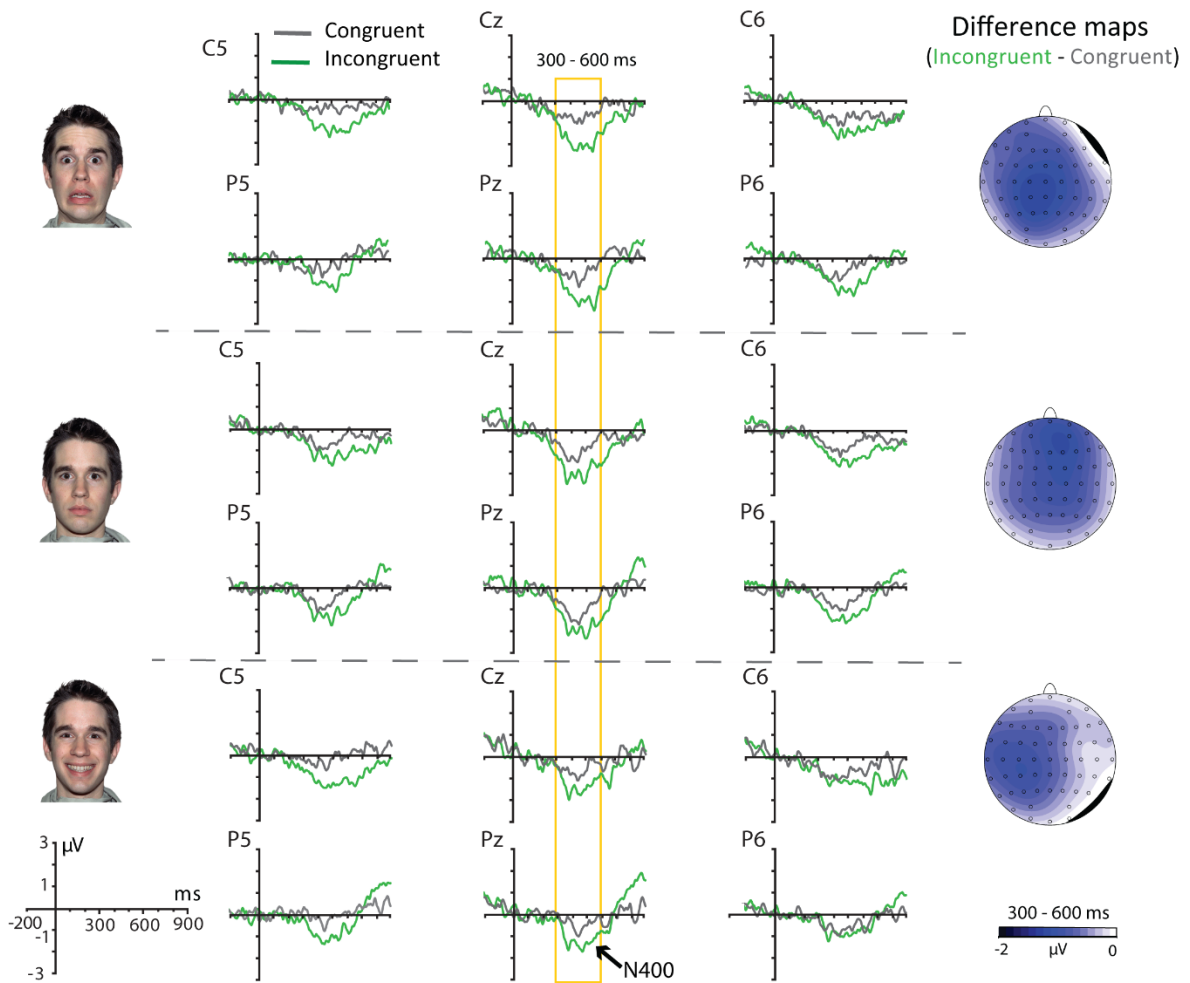 C5
Congruent
Incongruent
Cz
300 - 600 ms
C6
Difference maps
(Incongruent - Congruent)
P5
Pz
P6
C5
Cz
C6
P5
Pz
P6
C5
Cz
C6
P5
Pz
P6
3
µV
1
ms
-200
300
600
900
-1
-3
N400
300 - 600 ms
-2
µV
0